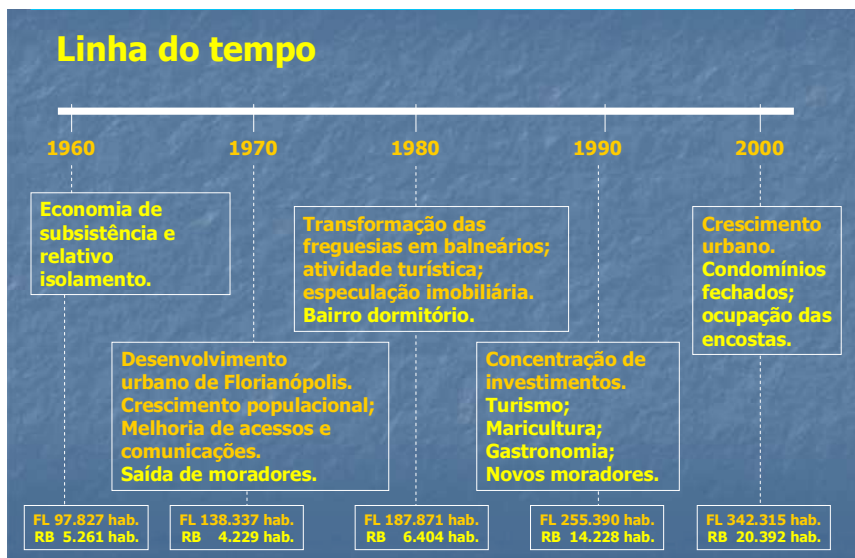 Linha do tempo
1960
1970
1980
1990
2000
Economia de
subsistência e
relativo
isolamento.
Transformação das
freguesias em balneários;
atividade turística;
especulação imobiliária.
Bairro dormitório.
Crescimento
urbano.
Condomínios
fechados;
ocupação das
encostas.
Desenvolvimento
urbano de Florianópolis.
Crescimento populacional;
Melhoria de acessos e
comunicações.
Saída de moradores.
Concentração de
investimentos.
Turismo;
Maricultura;
Gastronomia;
Novos moradores.
FL 97.827 hab.
RB 5.261 hab.
FL 138.337 hab.
RB 4.229 hab.
FL 187.871 hab.
RB 6.404 hab.
FL 255.390 hab.
RB 14.228 hab.
FL 342.315 hab.
RB 20.392 hab.